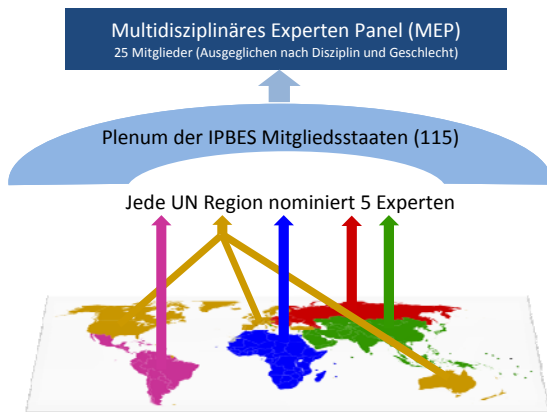 Multidisziplinäres Experten Panel (MEP)
25 Mitglieder (Ausgeglichen nach Disziplin und Geschlecht)
Plenum der IPBES Mitgliedsstaaten (115)
Jede UN Region nominiert 5 Experten